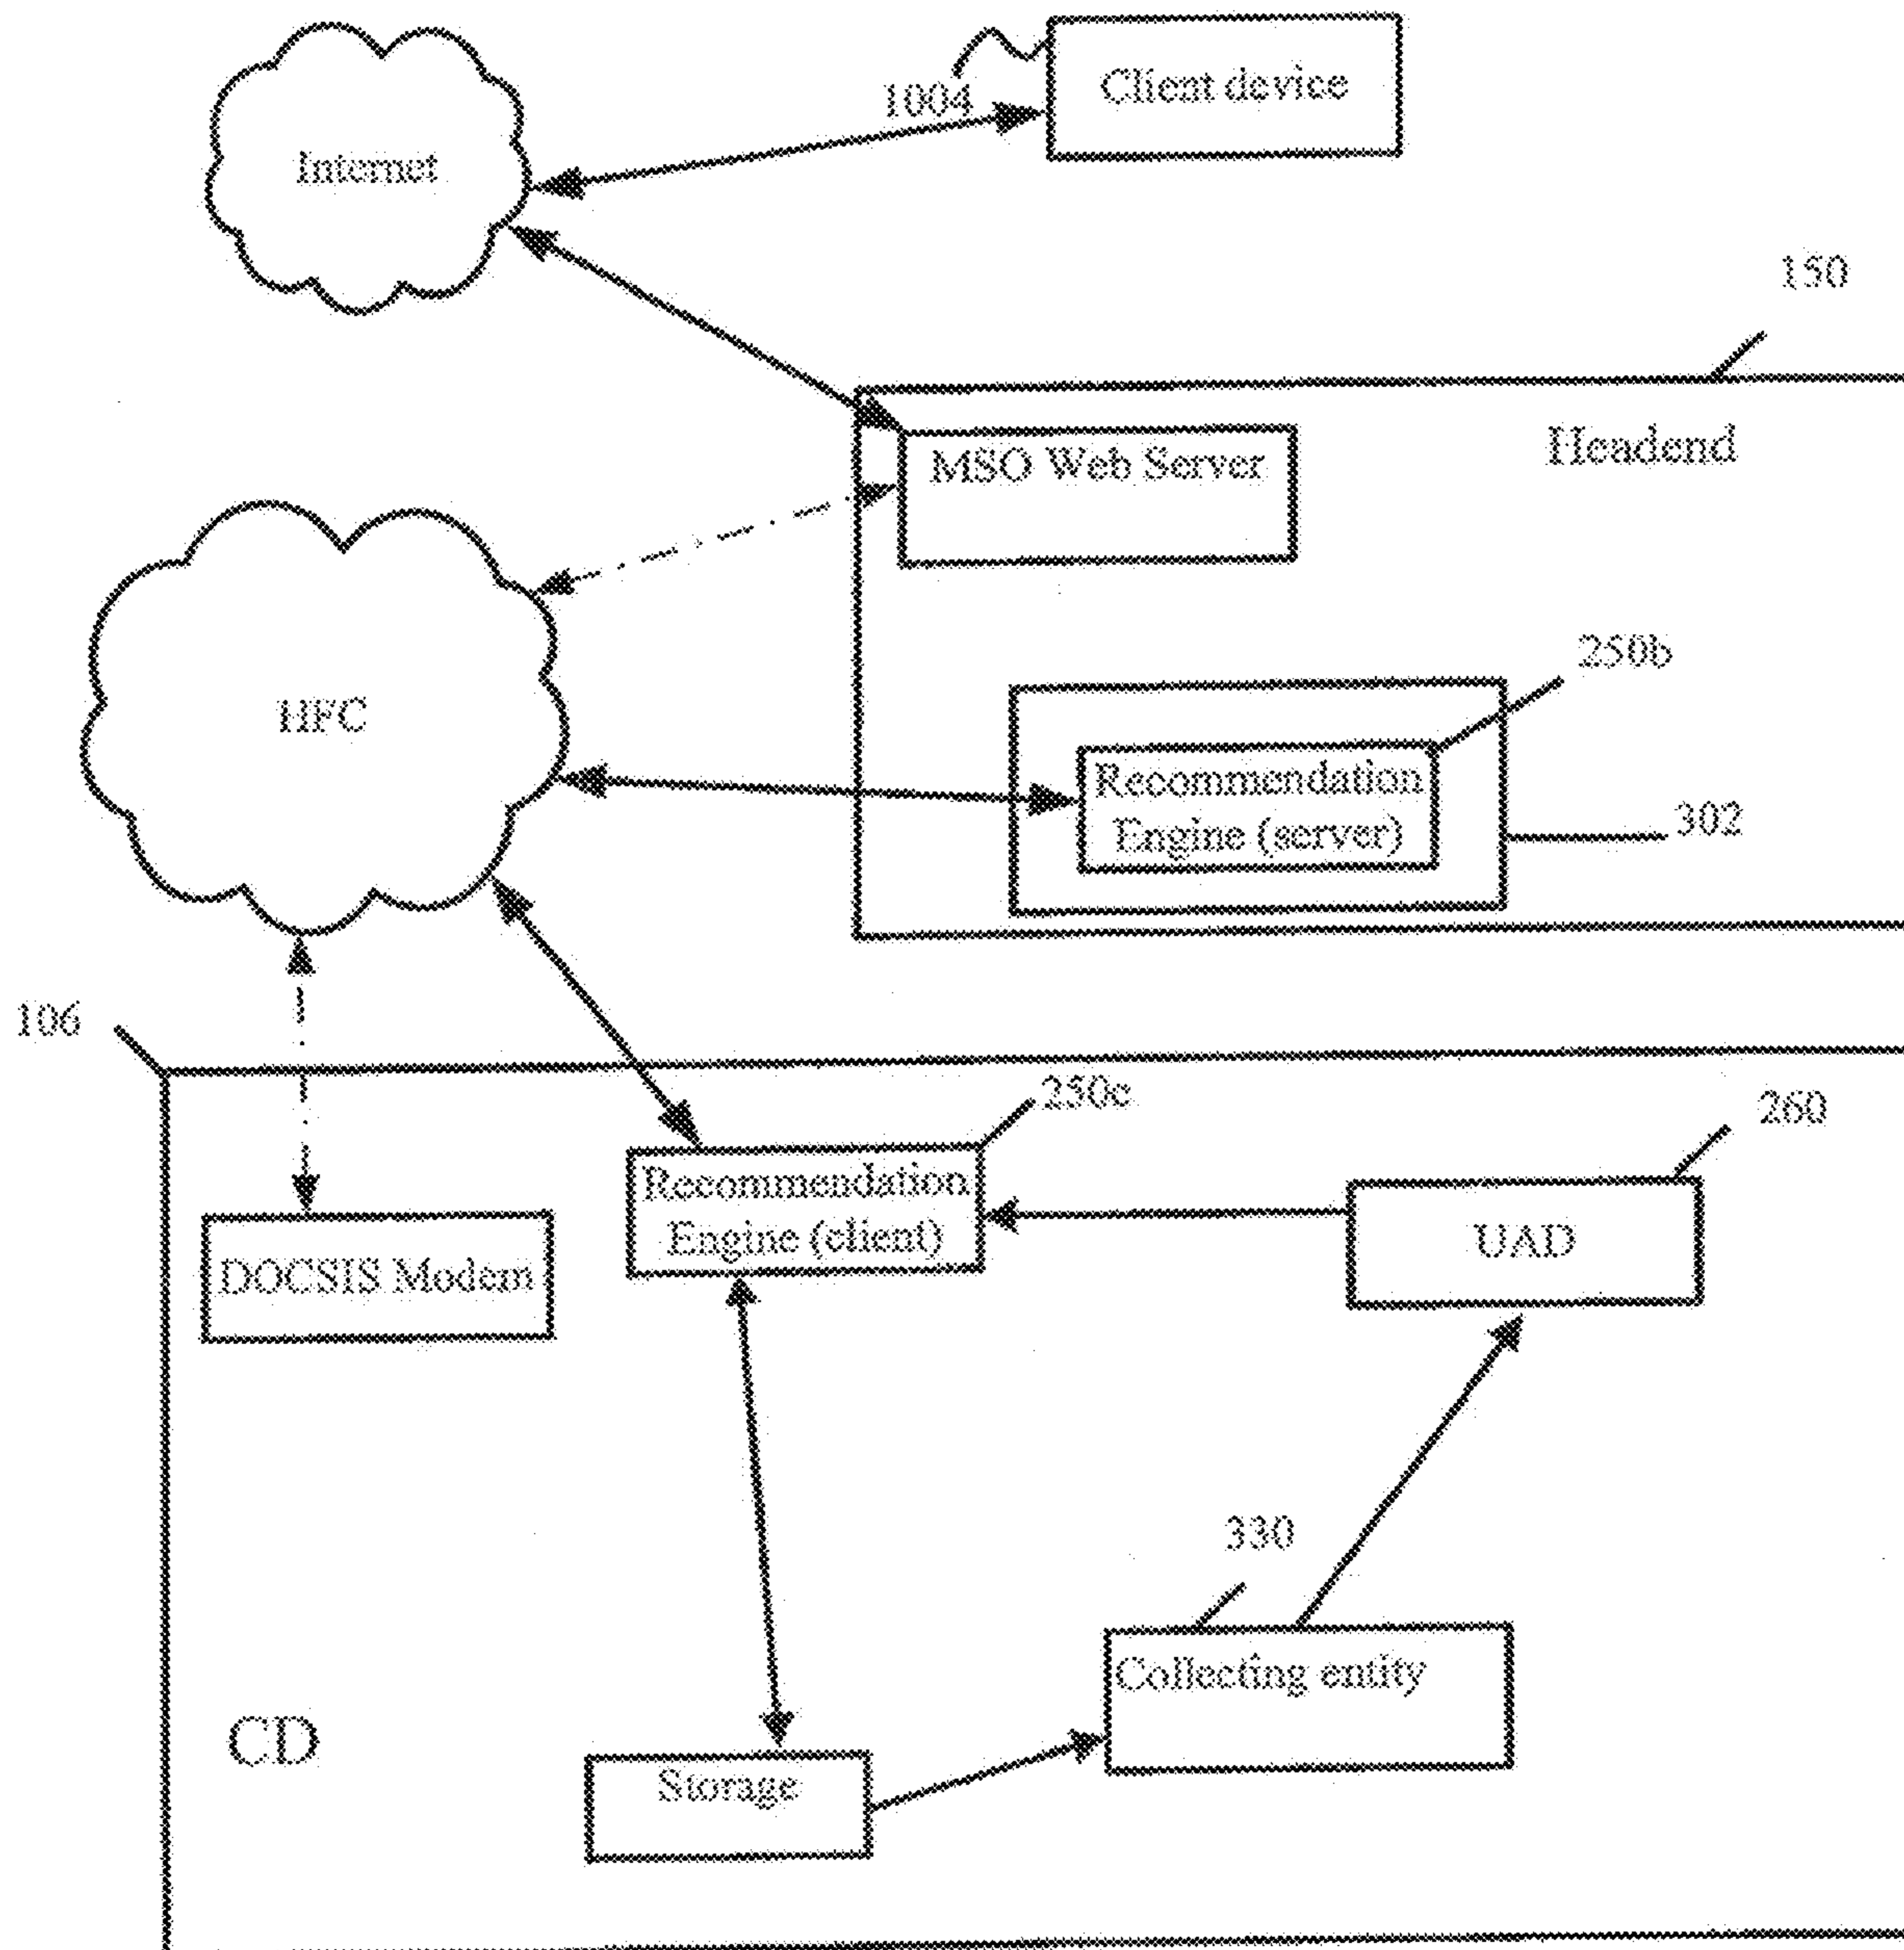 Client device
1004
Internet
150
Headend
MSO Web Server
250b
HFC
Recommendation
Engine (server)
302
106
250c
260
Recommendation
Engine (client)
UAD
DOCSIS Modem
330
Collecting entity
CD
Storage